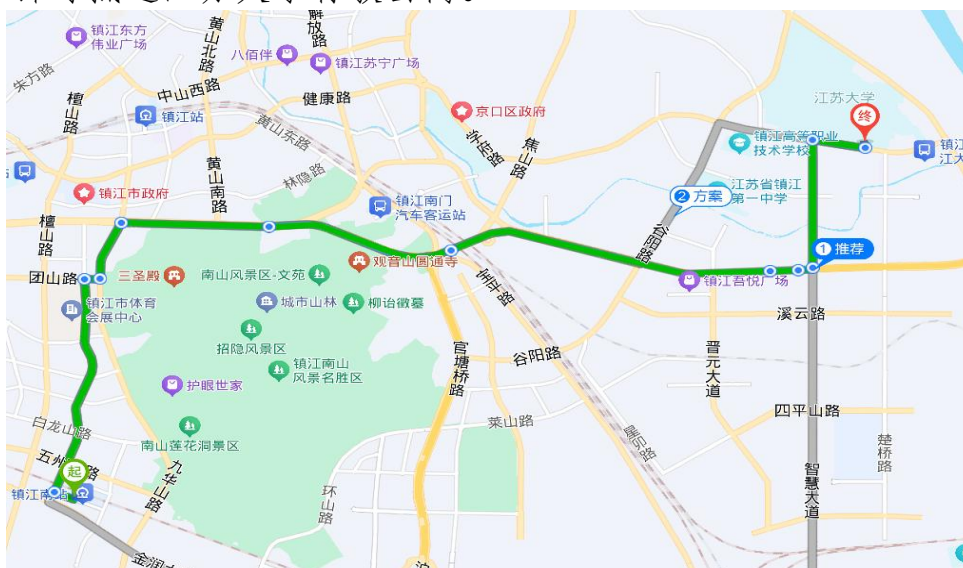 镇江东方
伟业广场
黄山北路
解放路
八佰伴
镇江苏宁广场
朱方路
檀山路
中山西路
健康路
镇江站
京口区政府
江苏大学
终
黄山东路
学府路
焦山路
镇江高等职业
技术学校
镇江
江大
站
镇江市政府
黄山南路
林隐路
镇江南门
汽车客运站
江苏省镇江
第一中学
2 方案
檀山路
谷阳路
1 推荐
团山路
三圣殿
南山风景区-文苑
观音山圆通寺
镇江吾悦广场
镇江市体育
会展中心
城市山林
柳诒徵墓
溪云路
招隐风景区
官塘桥路
谷阳路
晋元大道
镇江南山
风景名胜区
护眼世家
四平山路
白龙山路
莱山路
南山莲花洞景区
星卯路
楚桥路
五州
路
起
九华山路
镇江南站
环山路
智慧大道
金润大